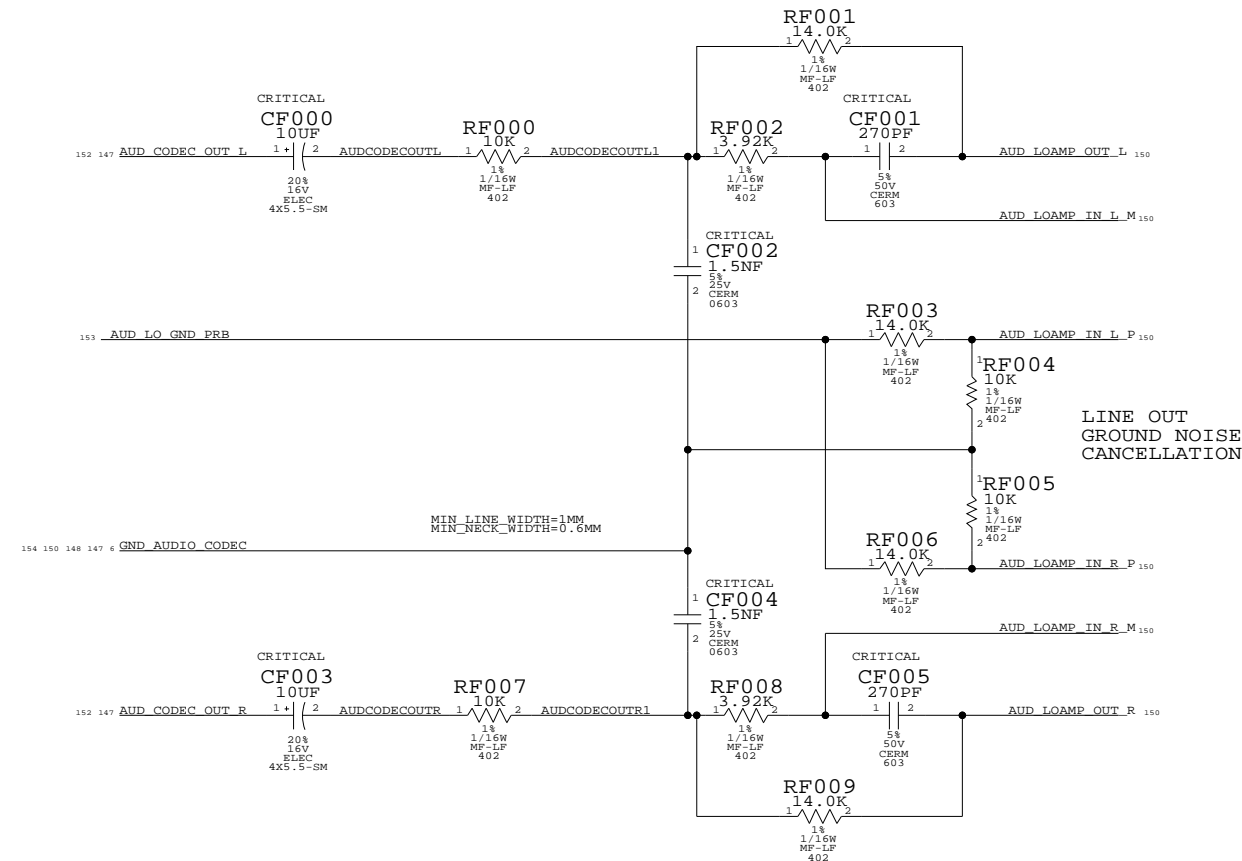 RF001
14.0K
1 2
1%
1/16W
MF-LF
402
CRITICAL
CF000
10UF
1 + 2
20%
16V
ELEC
4X5.5-SM
RF000
10K
1 2
1%
1/16W
MF-LF
402
RF002
3.92K
1 2
1%
1/16W
MF-LF
402
CRITICAL
CF001
270PF
1 2
5%
50V
CERM
603
152 147 AUD_CODEC_OUT_L
AUDCODECOUTL
AUDCODECOUTL1
AUD_LOAMP_OUT_L 150
AUD_LOAMP_IN_L_M 150
CRITICAL
1 CF002
1.5NF
5%
25V
2 CERM
0603
153 AUD_LO_GND_PRB
RF003
14.0K
1 2
1%
1/16W
MF-LF
402
AUD_LOAMP_IN_L_P 150
1 RF004
10K
1%
1/16W
MF-LF
2 402
LINE OUT
GROUND NOISE
CANCELLATION
1 RF005
10K
1%
1/16W
MF-LF
2 402
MIN_LINE_WIDTH=1MM
MIN_NECK_WIDTH=0.6MM
154 150 148 147 6 GND_AUDIO_CODEC
RF006
14.0K
1 2
1%
1/16W
MF-LF
402
AUD_LOAMP_IN_R_P 150
CRITICAL
1 CF004
1.5NF
5%
25V
2 CERM
0603
AUD_LOAMP_IN_R_M 150
CRITICAL
CF003
10UF
1 + 2
20%
16V
ELEC
4X5.5-SM
RF007
10K
1 2
1%
1/16W
MF-LF
402
RF008
3.92K
1 2
1%
1/16W
MF-LF
402
CRITICAL
CF005
270PF
1 2
5%
50V
CERM
603
152 147 AUD_CODEC_OUT_R
AUDCODECOUTR
AUDCODECOUTR1
AUD_LOAMP_OUT_R 150
RF009
14.0K
1 2
1%
1/16W
MF-LF
402